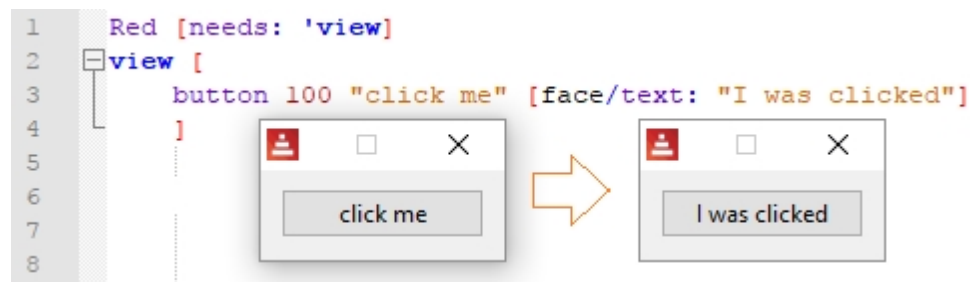 1 Red [needs: 'view]
2 view [
3 button 100 "click me" [face/text: "I was clicked"]
4 ]
5
6
7
8
click me
I was clicked